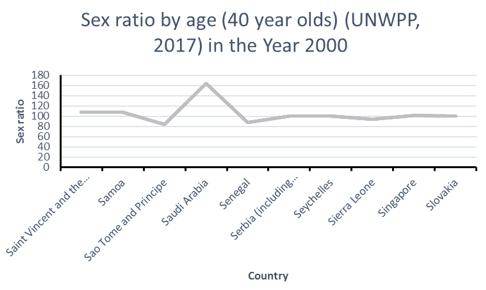 Sex ratio by age (40 year olds) (UNWPP,
2017) in the Year 2000
180
160
140
120
100
80
60
40
20
0
Sex ratio
Saint Vincent and the...
Samoa
Sao Tome and Principe
Saudi Arabia
Senegal
Serbia (including...
Seychelles
Sierra Leone
Singapore
Slovakia
Country